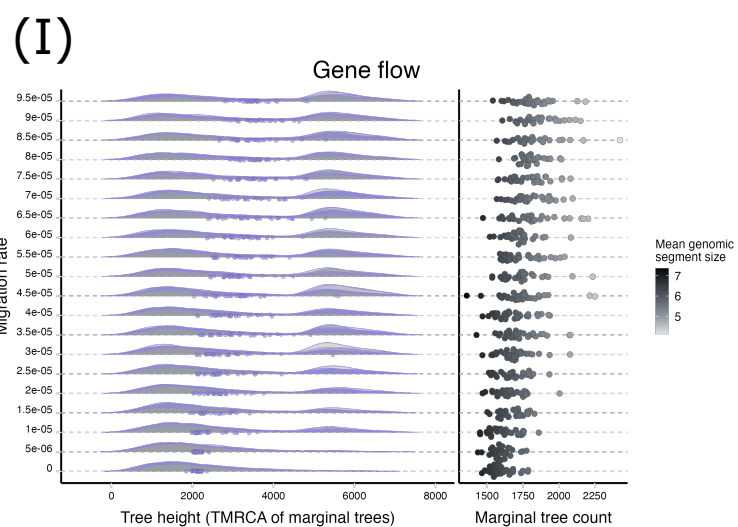 (I)
Gene flow
Migration rate
9.5e-05
9e-05
8.5e-05
8e-05
7.5e-05
7e-05
6.5e-05
6e-05
5.5e-05
5e-05
4.5e-05
4e-05
3.5e-05
3e-05
2.5e-05
2e-05
1.5e-05
1e-05
5e-06
0
0 2000 4000 6000 8000
1500 1750 2000 2250
Tree height (TMRCA of marginal trees)
Marginal tree count
Mean genomic
segment size
7
6
5